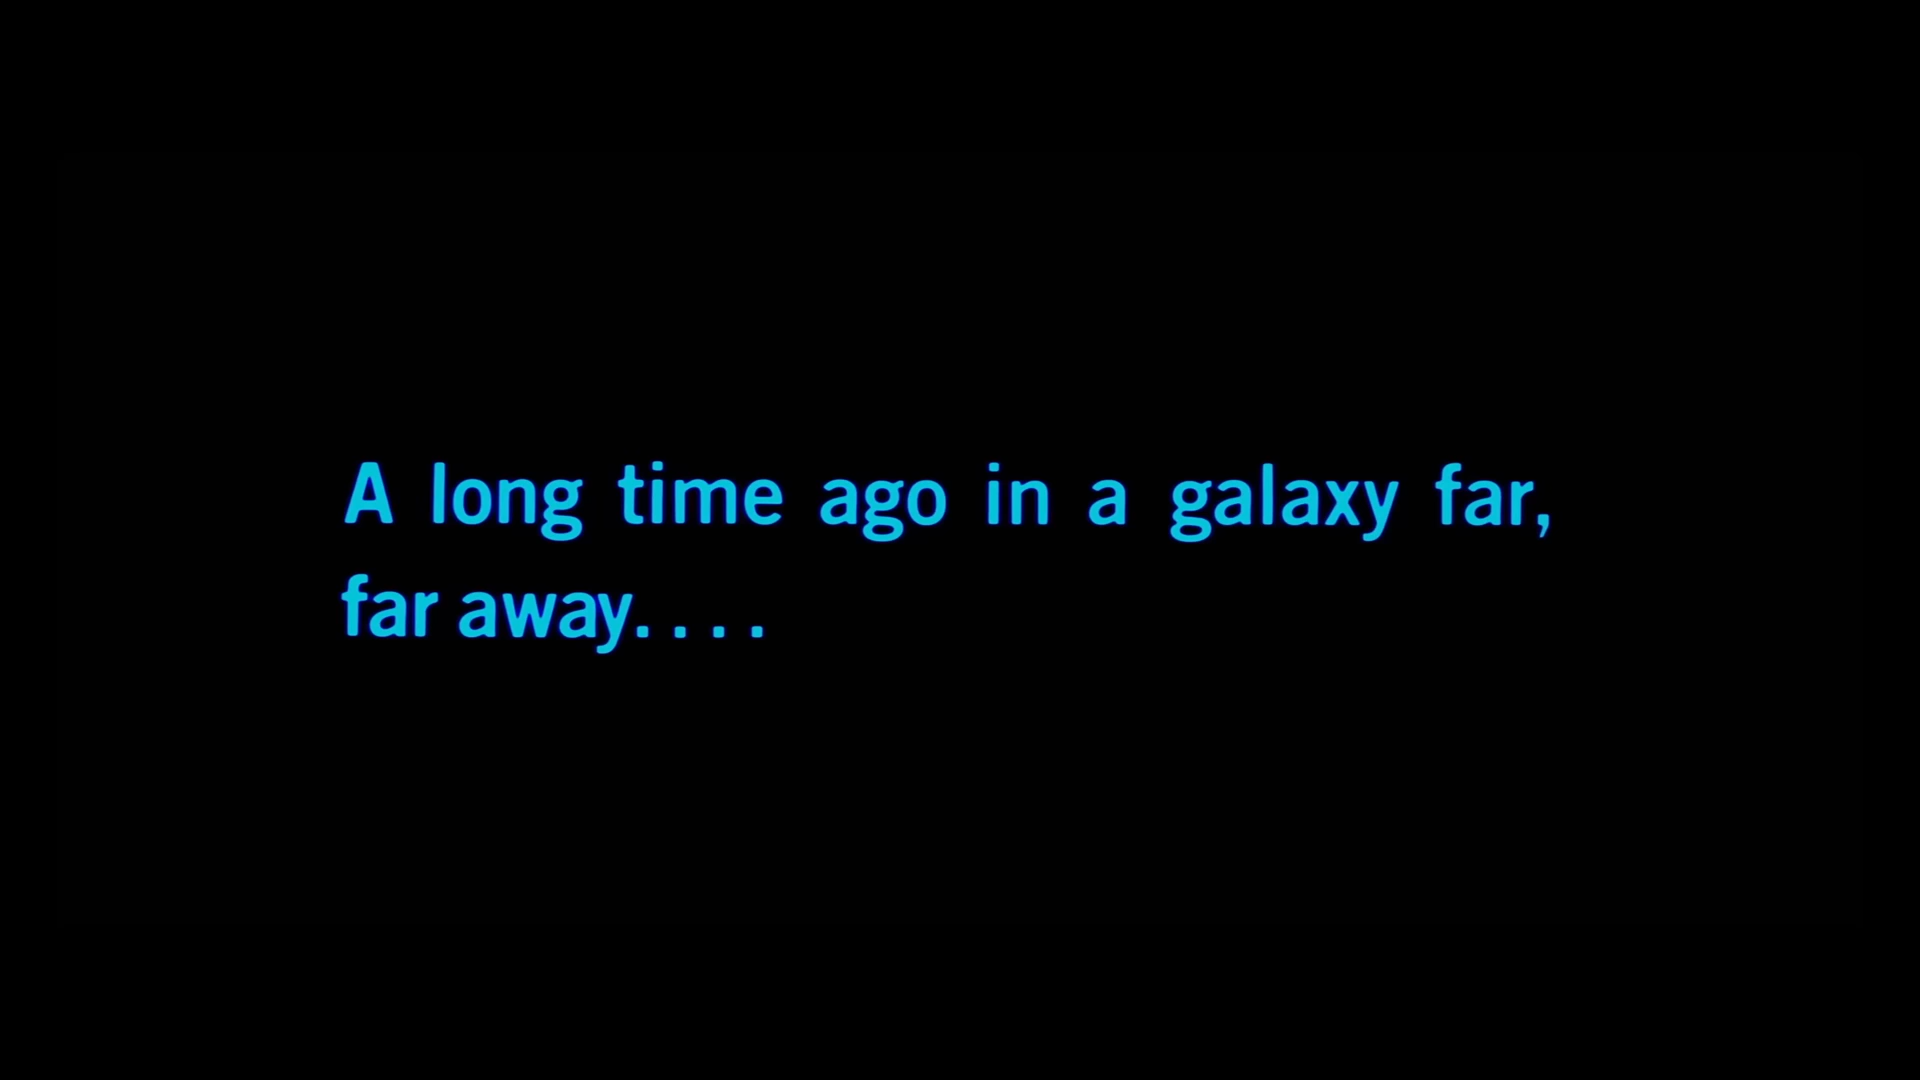 A long time ago in a galaxy far,
far away. . . .